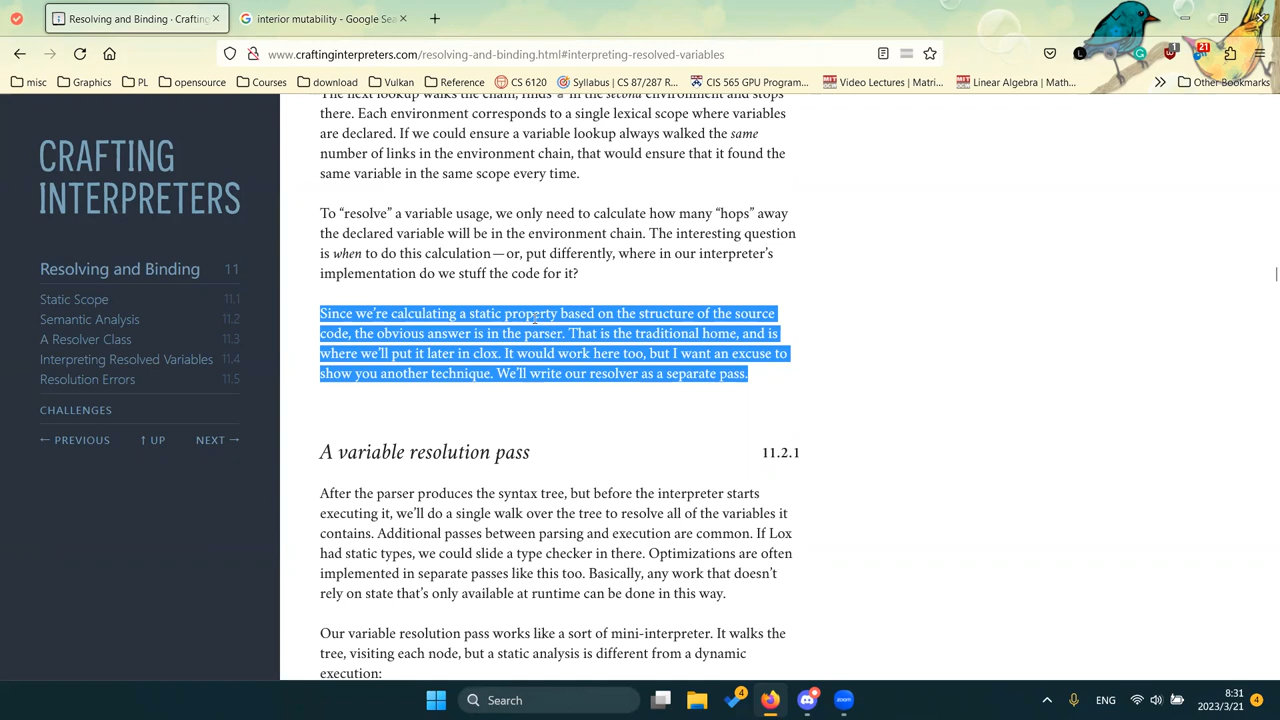 Resolving and Binding · Crafting
interior mutability - Google Sea
www.craftinginterpreters.com/resolving-and-binding.html#interpreting-resolved-variables
1
21
misc
Graphics
PL
opensource
Courses
download
Vulkan
Reference
CS 6120
Syllabus | CS 87/287 R...
CIS 565 GPU Program...
Video Lectures | Matri...
Linear Algebra | Math...
Other Bookmarks
CRAFTING
INTERPRETERS
Resolving and Binding 11
Static Scope 11.1
Semantic Analysis 11.2
A Resolver Class 11.3
Interpreting Resolved Variables 11.4
Resolution Errors 11.5
CHALLENGES
← PREVIOUS ↑ UP NEXT →
there. Each environment corresponds to a single lexical scope where variables
are declared. If we could ensure a variable lookup always walked the same
number of links in the environment chain, that would ensure that it found the
same variable in the same scope every time.
To “resolve” a variable usage, we only need to calculate how many “hops” away
the declared variable will be in the environment chain. The interesting question
is when to do this calculation—or, put differently, where in our interpreter’s
implementation do we stuff the code for it?
Since we’re calculating a static property based on the structure of the source
code, the obvious answer is in the parser. That is the traditional home, and is
where we’ll put it later in clox. It would work here too, but I want an excuse to
show you another technique. We’ll write our resolver as a separate pass.
A variable resolution pass 11.2.1
After the parser produces the syntax tree, but before the interpreter starts
executing it, we’ll do a single walk over the tree to resolve all of the variables it
contains. Additional passes between parsing and execution are common. If Lox
had static types, we could slide a type checker in there. Optimizations are often
implemented in separate passes like this too. Basically, any work that doesn’t
rely on state that’s only available at runtime can be done in this way.
Our variable resolution pass works like a sort of mini-interpreter. It walks the
tree, visiting each node, but a static analysis is different from a dynamic
execution:
Search
4
zoom
ENG
8:31
2023/3/21
4